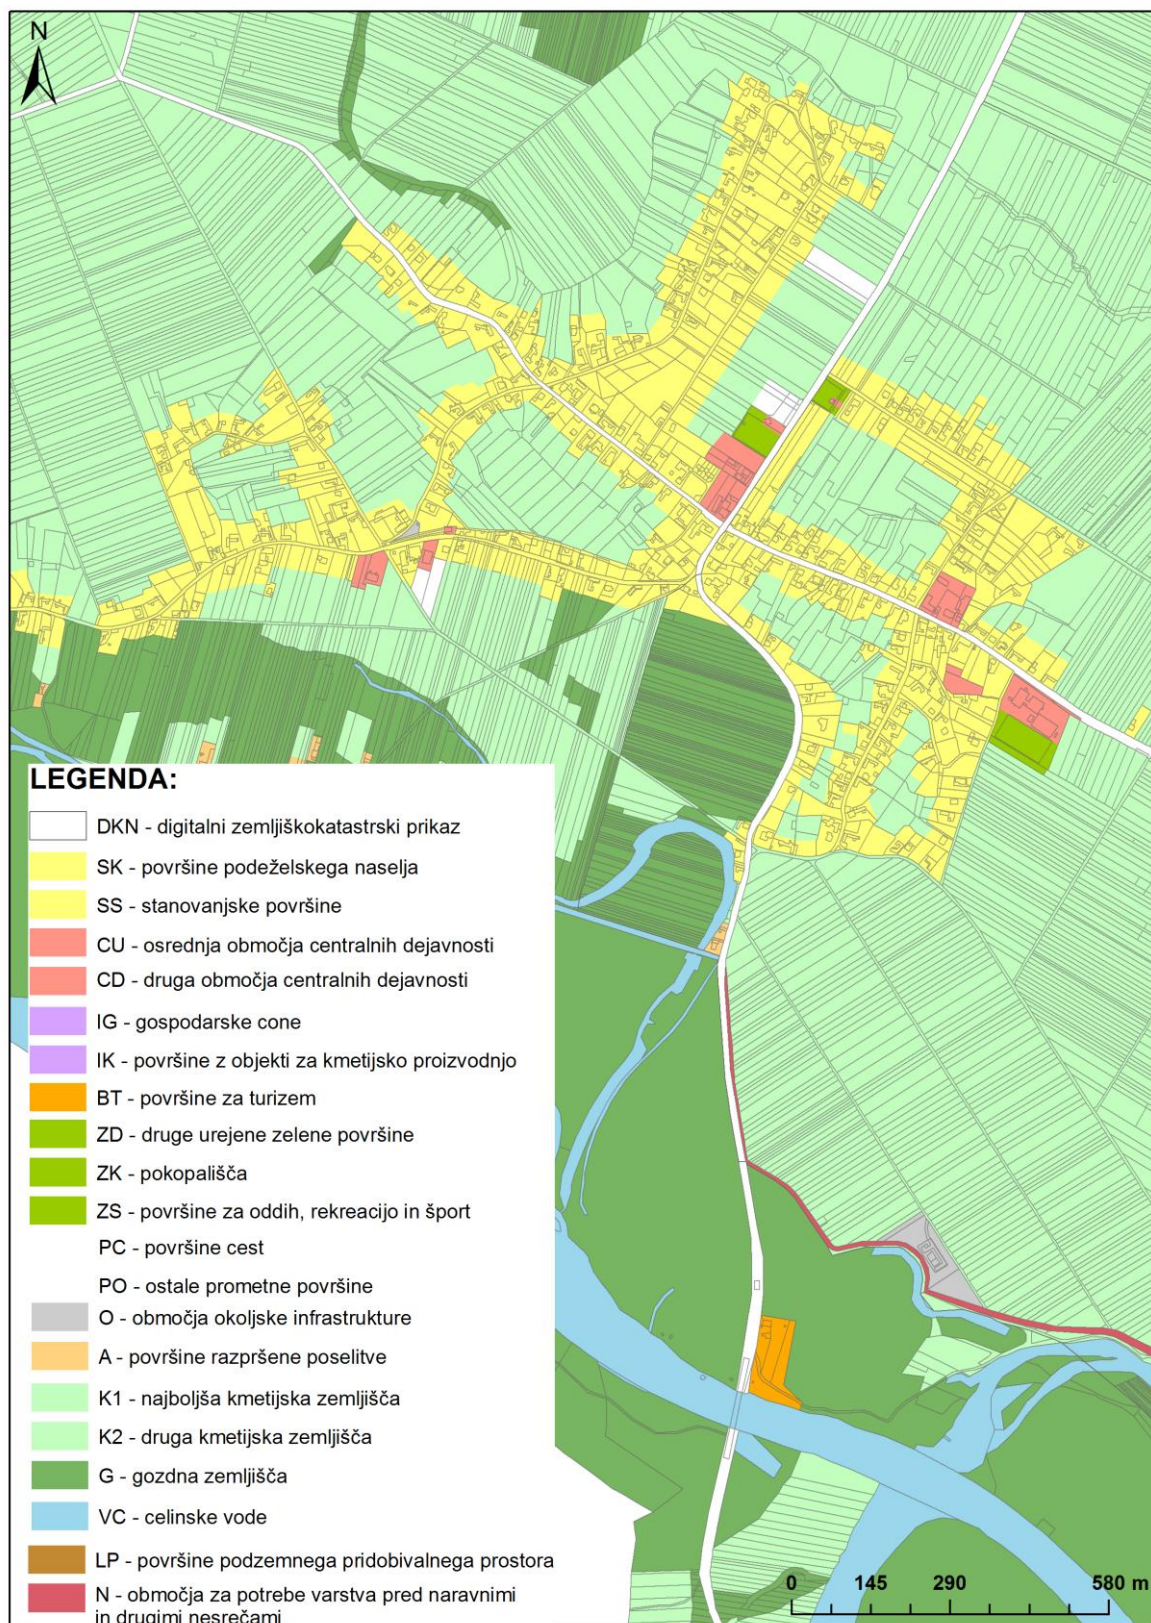 N
LEGENDA:
DKN - digitalni zemljiškokatastrski prikaz
SK - površine podeželskega naselja
SS - stanovanjske površine
CU - osrednja območja centralnih dejavnosti
CD - druga območja centralnih dejavnosti
IG - gospodarske cone
IK - površine z objekti za kmetijsko proizvodnjo
BT - površine za turizem
ZD - druge urejene zelene površine
ZK - pokopališča
ZS - površine za oddih, rekreacijo in šport
PC - površine cest
PO - ostale prometne površine
O - območja okoljske infrastrukture
A - površine razpršene poselitve
K1 - najboljša kmetijska zemljišča
K2 - druga kmetijska zemljišča
G - gozdna zemljišča
VC - celinske vode
LP - površine podzemnega pridobivalnega prostora
N - območja za potrebe varstva pred naravnimi
in drugimi nesrečami
0 145 290 580 m